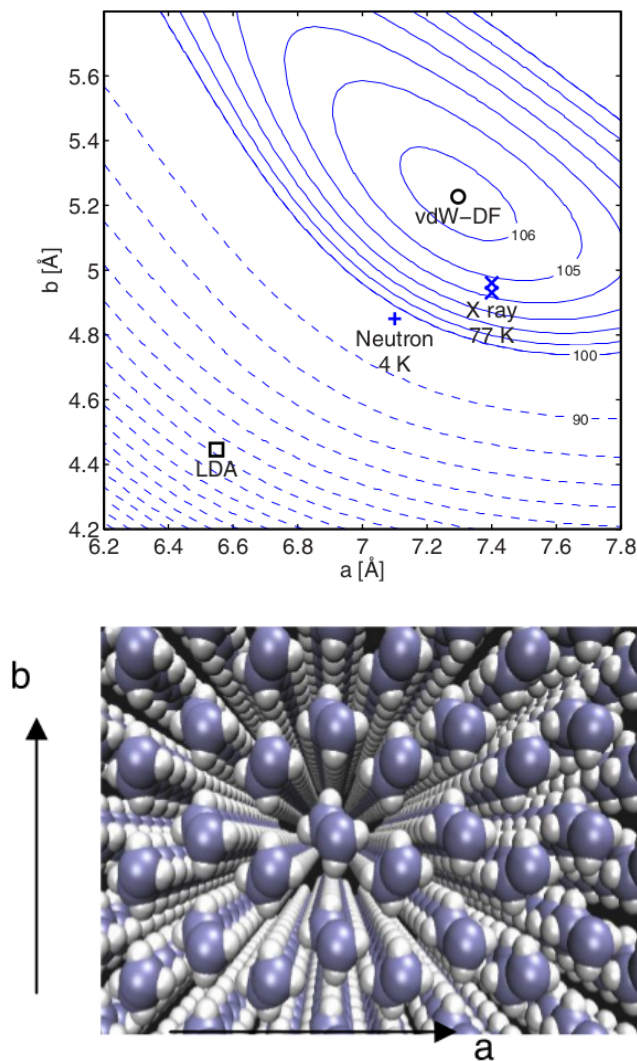 5.6
5.4
5.2
5
4.8
4.6
4.4
4.2
b [Å]
vdW–DF
106
105
X ray
77 K
100
Neutron
4 K
90
LDA
6.2 6.4 6.6 6.8 7 7.2 7.4 7.6 7.8
a [Å]
b
a